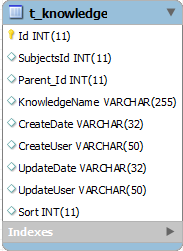 t_knowledge
Id INT(11)
SubjectsId INT(11)
Parent_Id INT(11)
KnowledgeName VARCHAR(255)
CreateDate VARCHAR(32)
CreateUser VARCHAR(50)
UpdateDate VARCHAR(32)
UpdateUser VARCHAR(50)
Sort INT(11)
Indexes